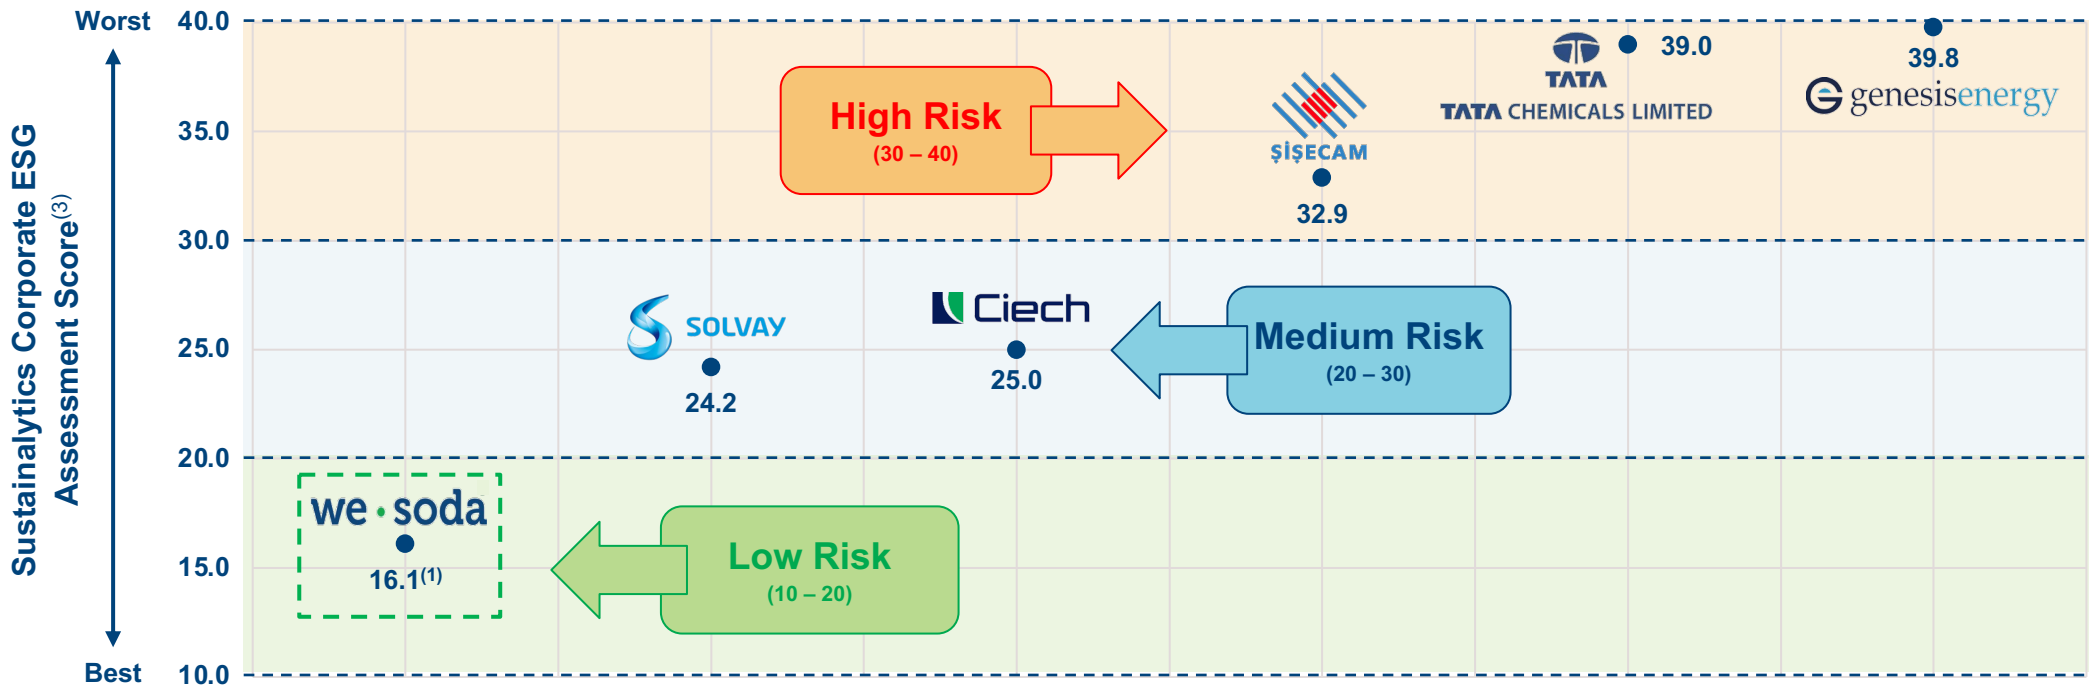 Worst
Best
Sustainalytics Corporate ESG
Assessment Score(3)
40.0
35.0
30.0
25.0
20.0
15.0
10.0
High Risk
(30 – 40)
ŞİŞECAM
32.9
TATA
TATA CHEMICALS LIMITED
39.0
39.8
genesisenergy
SOLVAY
24.2
Ciech
25.0
Medium Risk
(20 – 30)
we·soda
16.1(1)
Low Risk
(10 – 20)